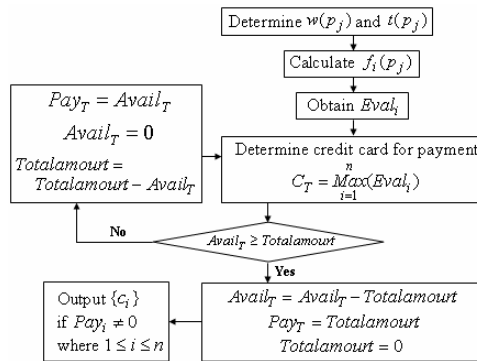 Determine w(p_j) and t(p_j)
Calculate f_i(p_j)
Obtain Eval_i
Determine credit card for payment
C_T = Max_{i=1}^{n}(Eval_i)
Pay_T = Avail_T
Avail_T = 0
Totalamourt =
Totalamourt − Avail_T
No
Avail_T ≥ Totalamourt
Yes
Avail_T = Avail_T − Totalamourt
Pay_T = Totalamourt
Totalamourt = 0
Output {c_i}
if Pay_i ≠ 0
where 1 ≤ i ≤ n